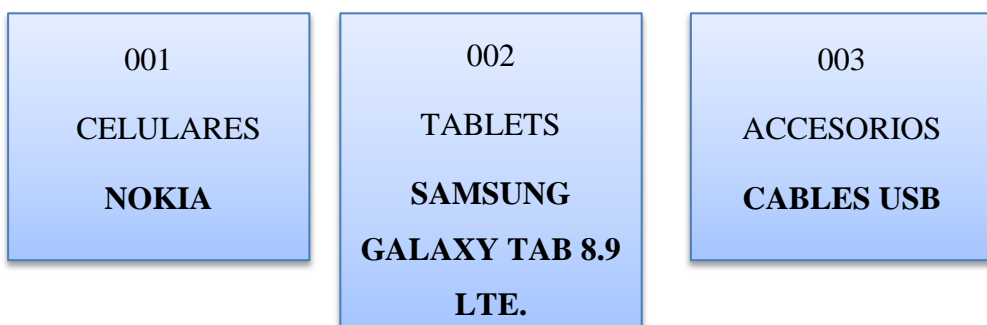 001
CELULARES
NOKIA
002
TABLETS
SAMSUNG
GALAXY TAB 8.9
LTE.
003
ACCESORIOS
CABLES USB